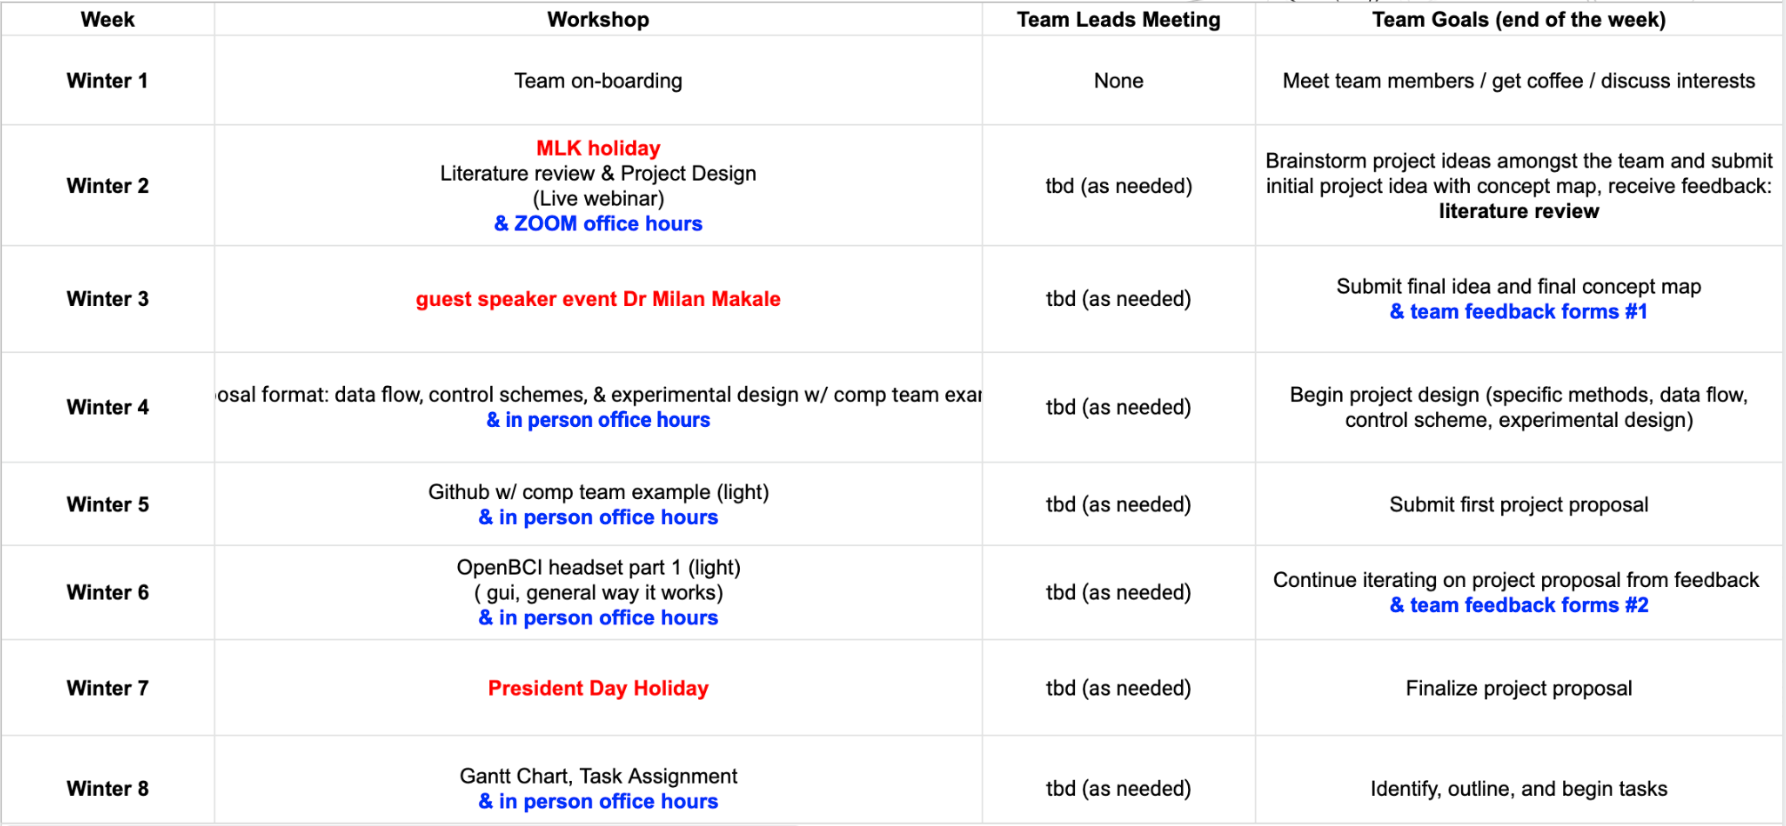 Week Workshop Team Leads Meeting Team Goals (end of the week)
Winter 1 Team on-boarding None Meet team members / get coffee / discuss interests
Winter 2
MLK holiday
Literature review & Project Design
(Live webinar)
& ZOOM office hours
tbd (as needed)
Brainstorm project ideas amongst the team and submit
initial project idea with concept map, receive feedback:
literature review
Winter 3
guest speaker event Dr Milan Makale
tbd (as needed)
Submit final idea and final concept map
& team feedback forms #1
Winter 4
format: data flow, control schemes, & experimental design w/ comp team
& in person office hours
tbd (as needed)
Begin project design (specific methods, data flow,
control scheme, experimental design)
Winter 5
Github w/ comp team example (light)
& in person office hours
tbd (as needed)
Submit first project proposal
Winter 6
OpenBCI headset part 1 (light)
( gui, general way it works)
& in person office hours
tbd (as needed)
Continue iterating on project proposal from feedback
& team feedback forms #2
Winter 7
President Day Holiday
tbd (as needed)
Finalize project proposal
Winter 8
Gantt Chart, Task Assignment
& in person office hours
tbd (as needed)
Identify, outline, and begin tasks